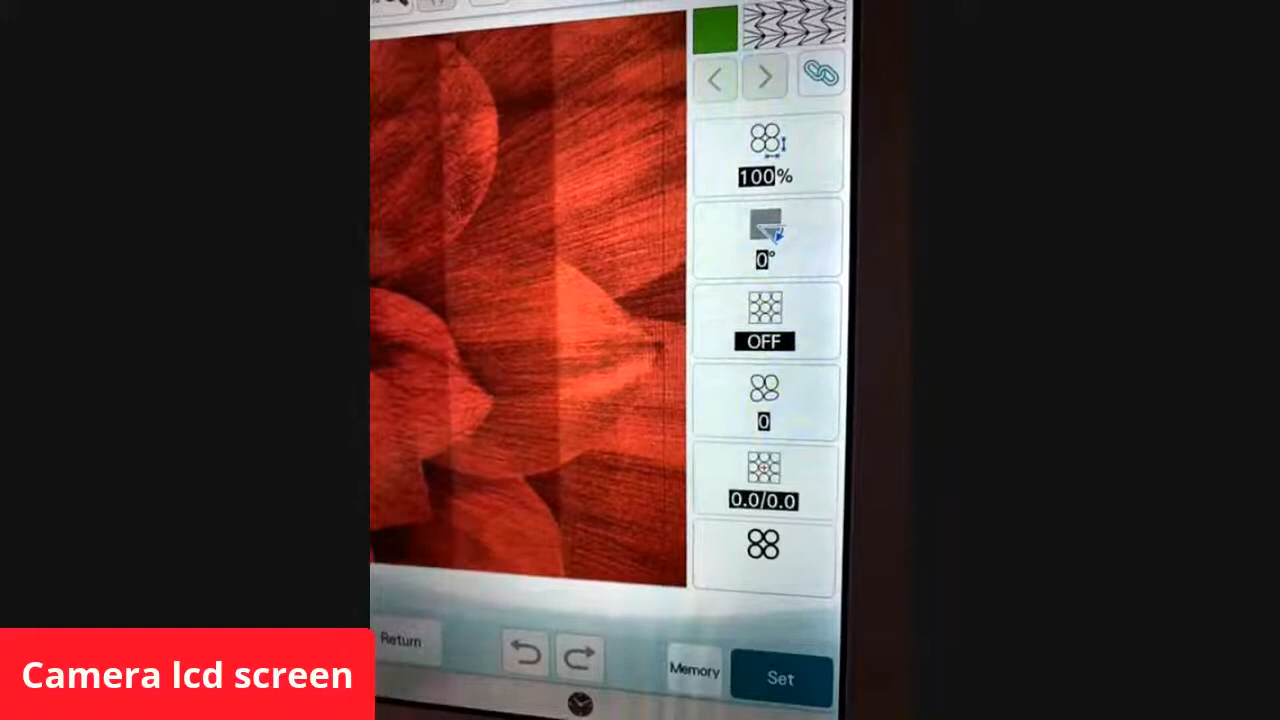 100%
0°
OFF
0
0.0/0.0
Return
Memory
Set
Camera lcd screen